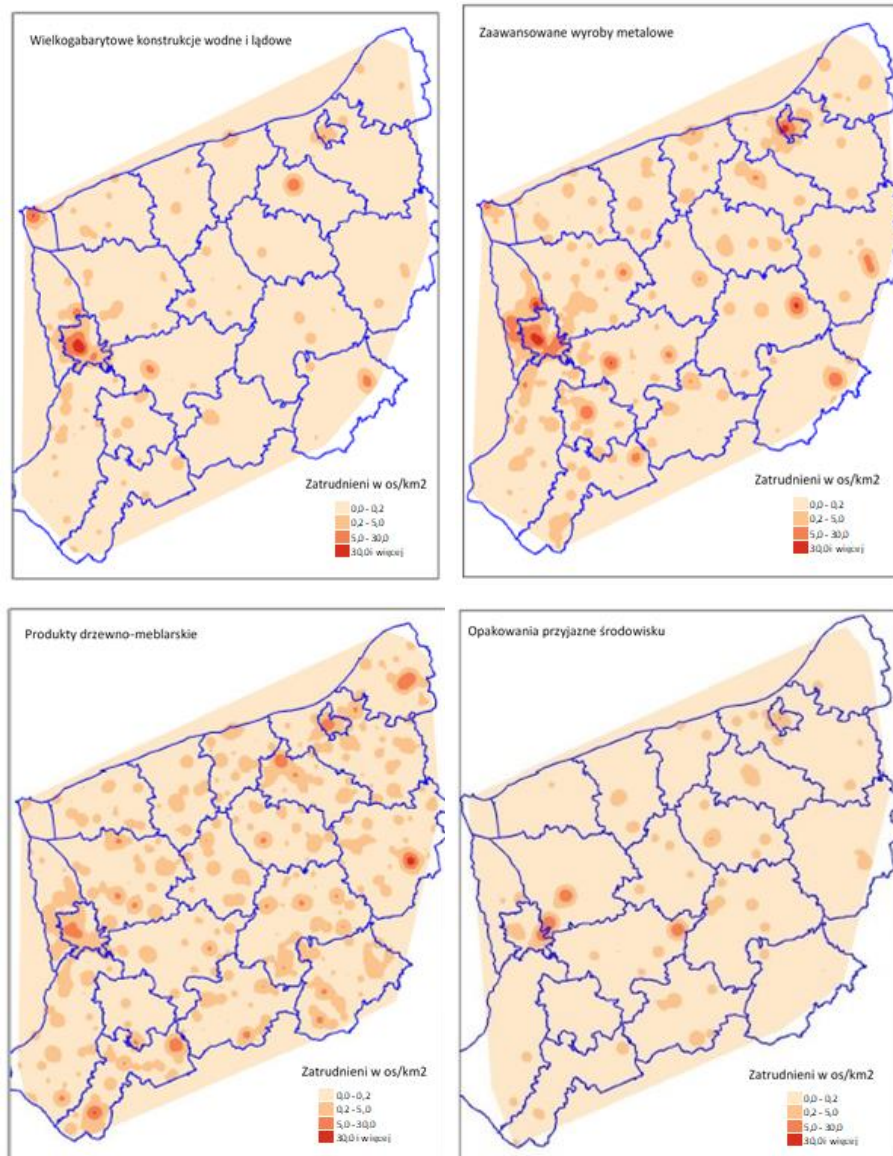 Wielkogabarytowe konstrukcje wodne i lądowe
Zatrudnieni w os/km2
0,0 - 0,2
0,2 - 5,0
5,0 - 30,0
30,0 i więcej
Zaawansowane wyroby metalowe
Zatrudnieni w os/km2
0,0 - 0,2
0,2 - 5,0
5,0 - 30,0
30,0 i więcej
Produkty drzewno-meblarskie
Zatrudnieni w os/km2
0,0 - 0,2
0,2 - 5,0
5,0 - 30,0
30,0 i więcej
Opakowania przyjazne środowisku
Zatrudnieni w os/km2
0,0 - 0,2
0,2 - 5,0
5,0 - 30,0
30,0 i więcej